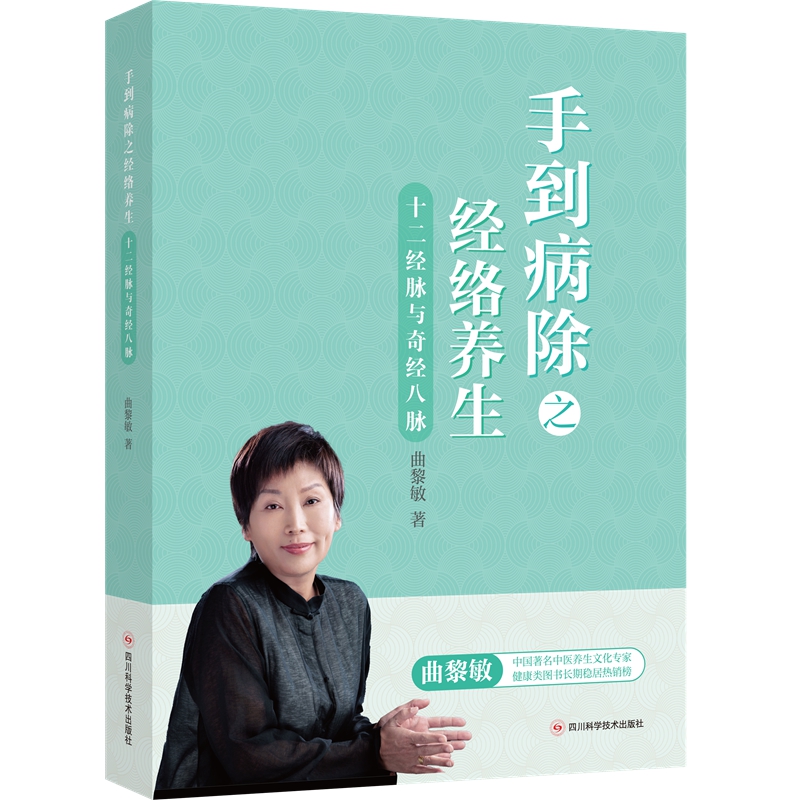 手到病除之经络养生
十二经脉与奇经八脉
曲黎敏 著
四川科学技术出版社
手到病除之
经络养生
十二经脉与奇经八脉
曲黎敏 著
曲黎敏
中国著名中医养生文化专家
健康类图书长期稳居热销榜
四川科学技术出版社